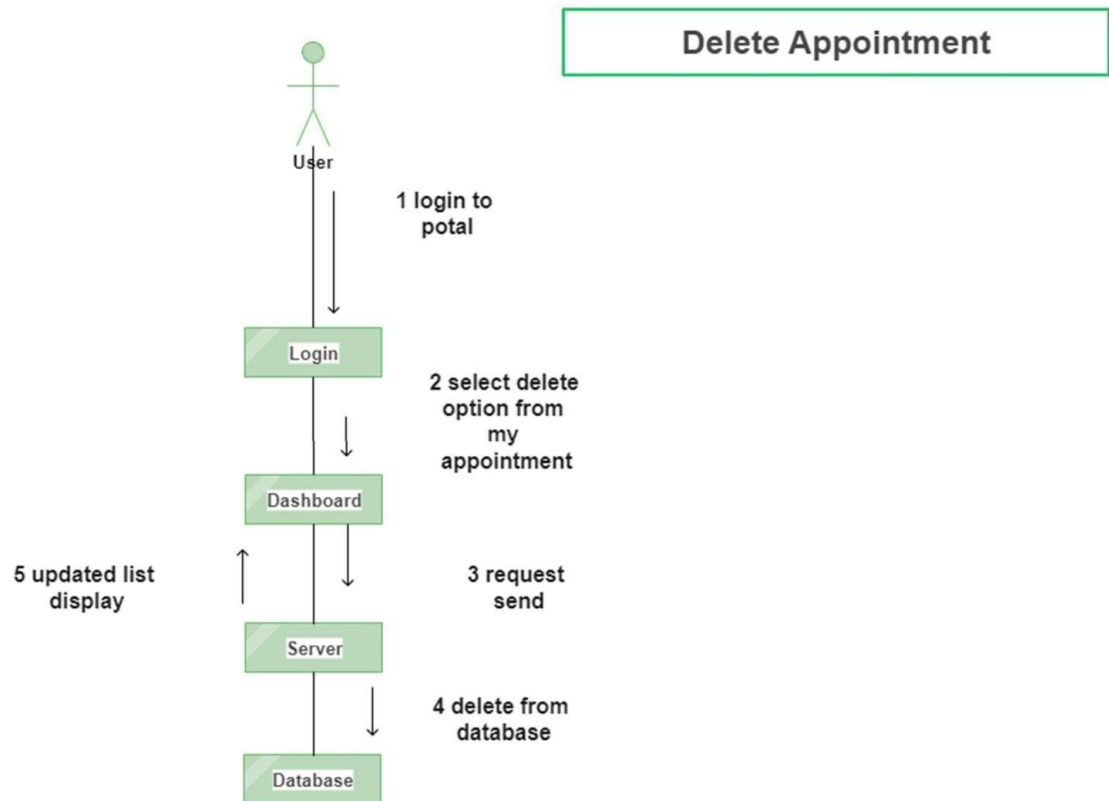 Delete Appointment
User
1 login to
potal
Login
2 select delete
option from
my
appointment
Dashboard
5 updated list
display
3 request
send
Server
4 delete from
database
Database